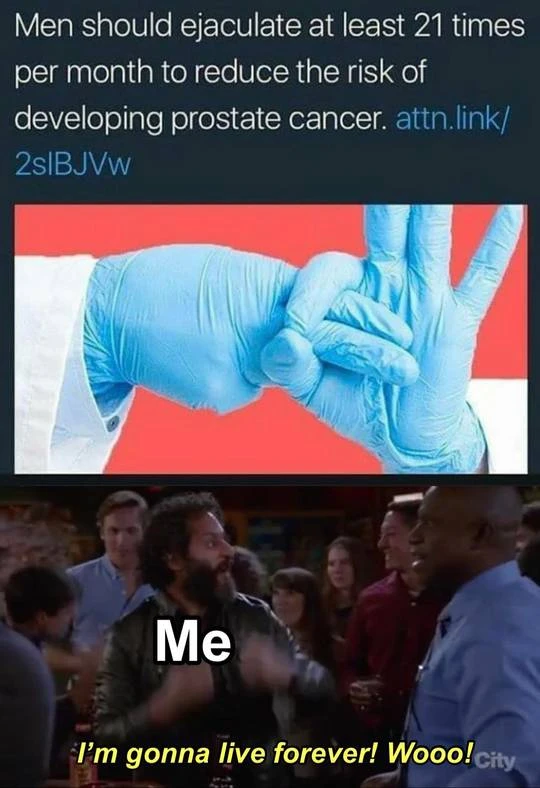 Men should ejaculate at least 21 times
per month to reduce the risk of
developing prostate cancer. attn.link/
2slBJVw
Me
I'm gonna live forever! Wooo!
City